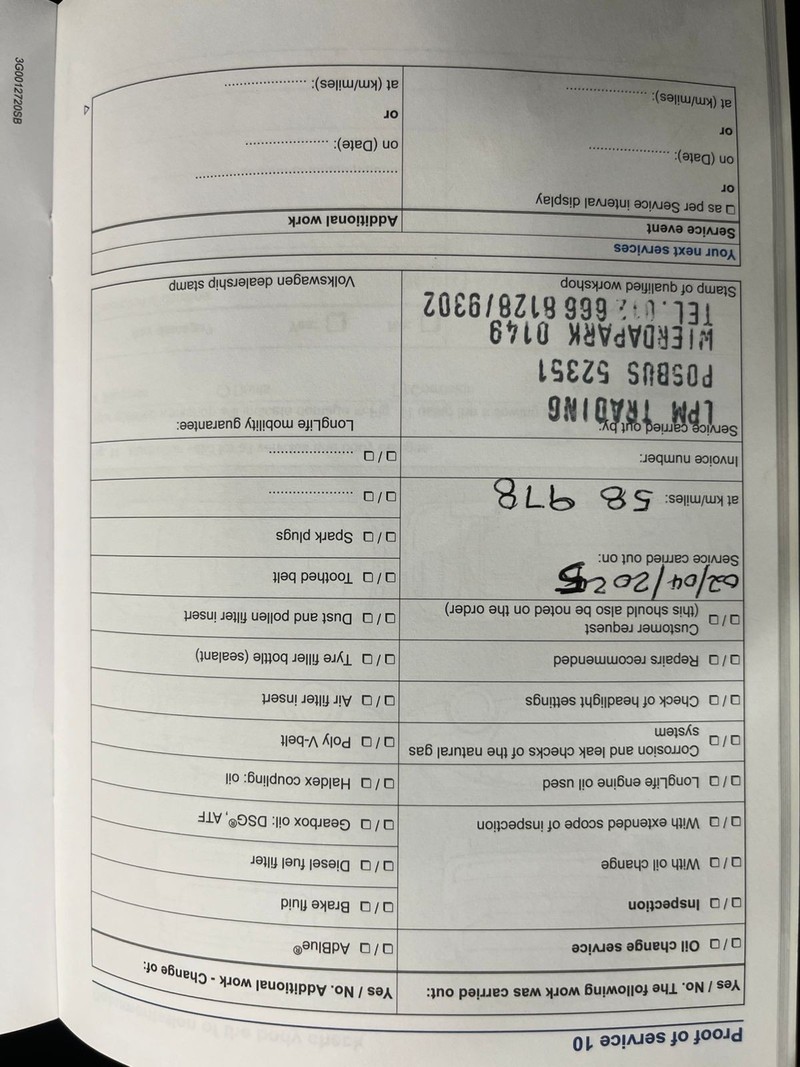 Proof of service 10
Yes / No. The following work was carried out:
☐ / ☐ Oil change service
☐ / ☐ Inspection
☐ / ☐ With oil change
☐ / ☐ With extended scope of inspection
☐ / ☐ LongLife engine oil used
☐ / ☐ Corrosion and leak checks of the natural gas
system
☐ / ☐ Check of headlight settings
☐ / ☐ Repairs recommended
☐ / ☐ Customer request
(this should also be noted on the order)
Service carried out on:
02/04/2025
at km/miles: 58 978
Invoice number:
Service carried out by:
LPM TRADING
POSBUS 52351
WIERDAPARK 0149
TEL. 666 8128/9302
Stamp of qualified workshop
Yes / No. Additional work - Change of:
☐ / ☐ AdBlue®
☐ / ☐ Brake fluid
☐ / ☐ Diesel fuel filter
☐ / ☐ Gearbox oil: DSG®, ATF
☐ / ☐ Haldex coupling: oil
☐ / ☐ Poly V-belt
☐ / ☐ Air filter insert
☐ / ☐ Tyre filler bottle (sealant)
☐ / ☐ Dust and pollen filter insert
☐ / ☐ Toothed belt
☐ / ☐ Spark plugs
☐ / ☐ ....................
☐ / ☐ ....................
LongLife mobility guarantee:
Volkswagen dealership stamp
Your next services
Service event
☐ as per Service interval display
or
on (Date): ....................
or
at (km/miles): ....................
Additional work
................................................
on (Date): ....................
or
at (km/miles): ....................
3G0012720SB